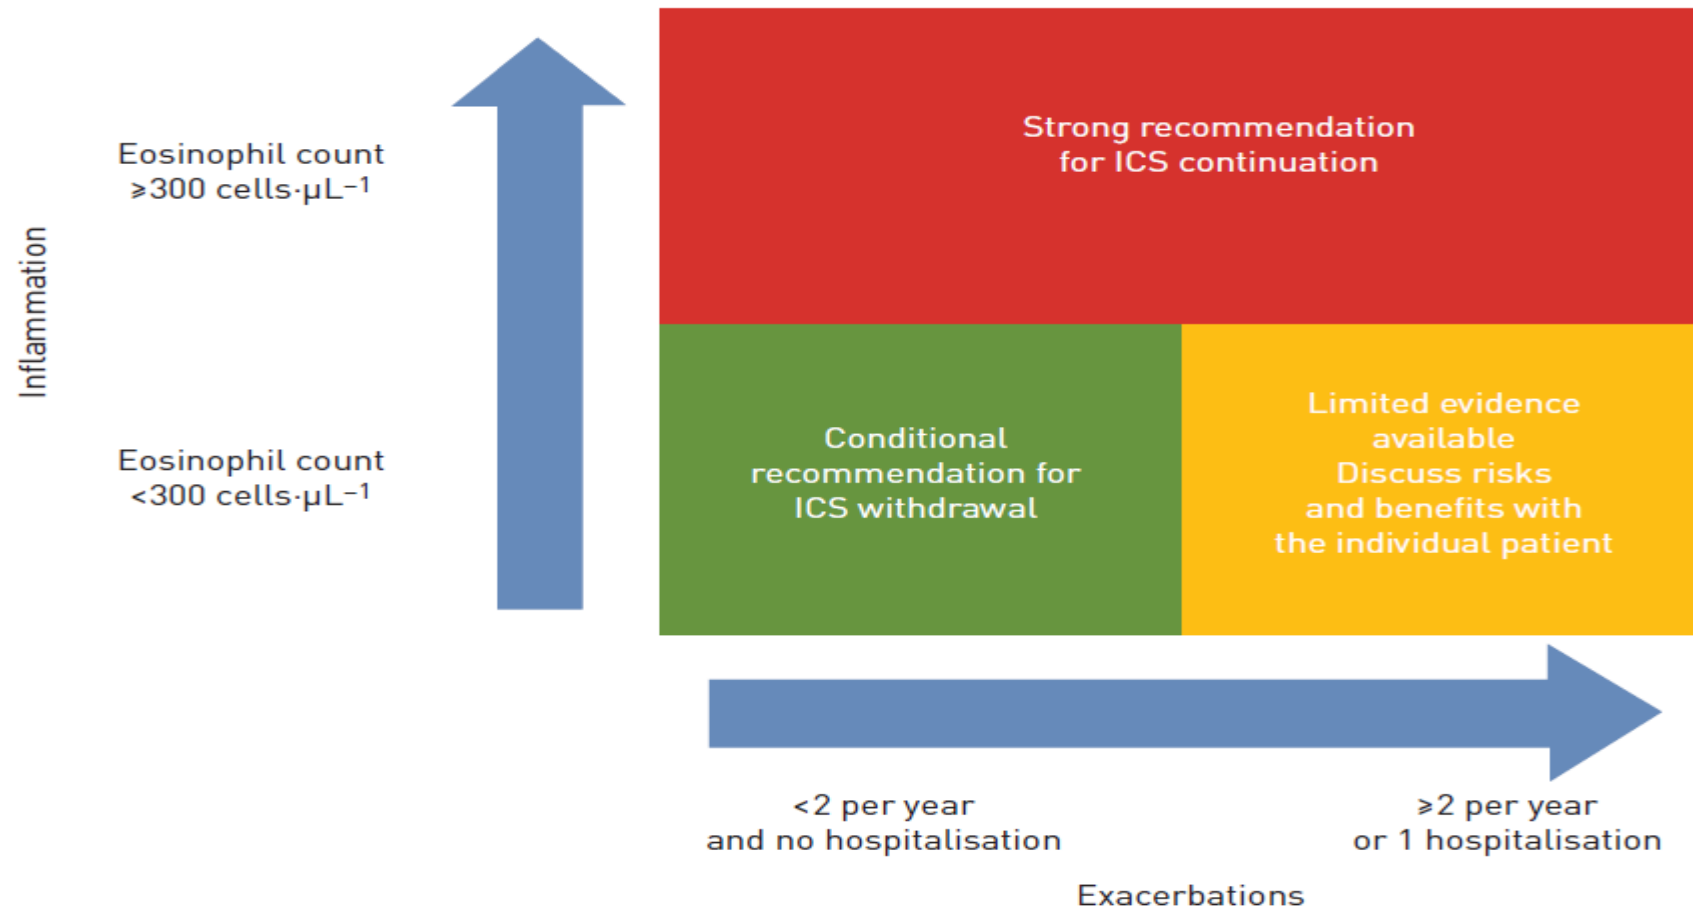 Inflammation
Eosinophil count
≥300 cells·µL⁻¹
Eosinophil count
<300 cells·µL⁻¹
Strong recommendation
for ICS continuation
Conditional
recommendation for
ICS withdrawal
Limited evidence
available
Discuss risks
and benefits with
the individual patient
<2 per year
and no hospitalisation
≥2 per year
or 1 hospitalisation
Exacerbations